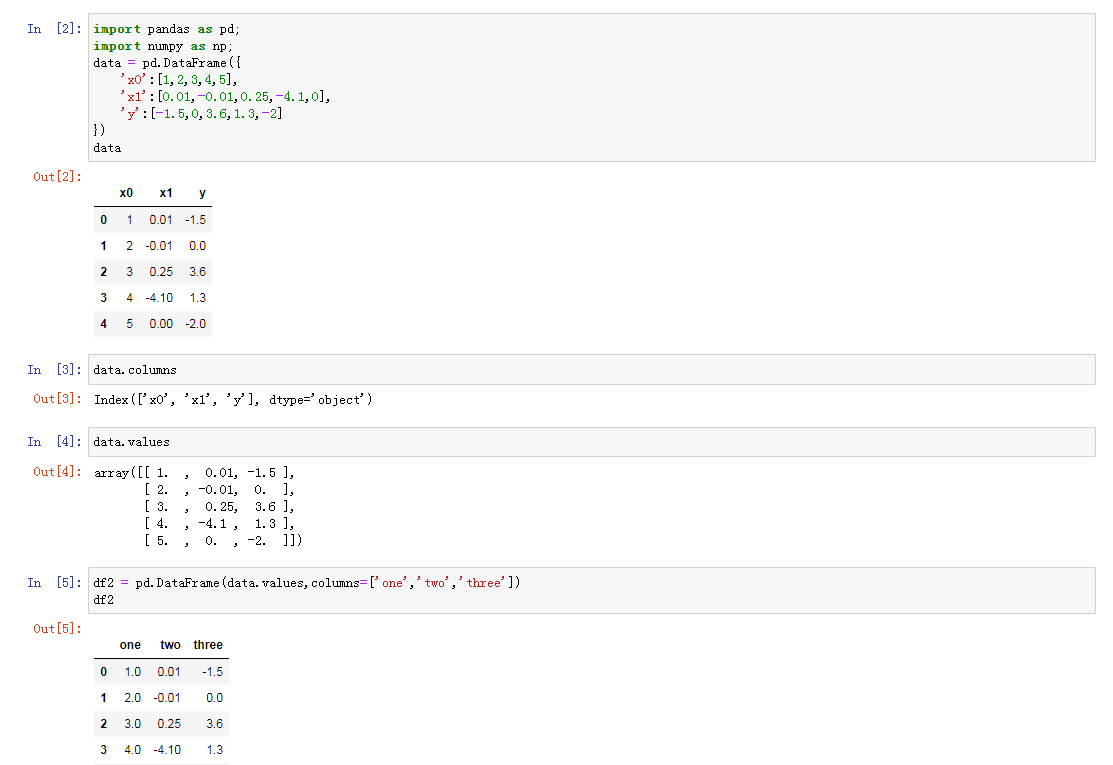 In [2]: import pandas as pd;
import numpy as np;
data = pd.DataFrame({
'x0':[1,2,3,4,5],
'x1':[0.01,-0.01,0.25,-4.1,0],
'y':[-1.5,0,3.6,1.3,-2]
})
data
Out[2]:
x0 x1 y
0 1 0.01 -1.5
1 2 -0.01 0.0
2 3 0.25 3.6
3 4 -4.10 1.3
4 5 0.00 -2.0
In [3]: data.columns
Out[3]: Index(['x0', 'x1', 'y'], dtype='object')
In [4]: data.values
Out[4]: array([[ 1. , 0.01, -1.5 ],
[ 2. , -0.01, 0. ],
[ 3. , 0.25, 3.6 ],
[ 4. , -4.1 , 1.3 ],
[ 5. , 0. , -2. ]])
In [5]: df2 = pd.DataFrame(data.values,columns=['one','two','three'])
df2
Out[5]:
one two three
0 1.0 0.01 -1.5
1 2.0 -0.01 0.0
2 3.0 0.25 3.6
3 4.0 -4.10 1.3